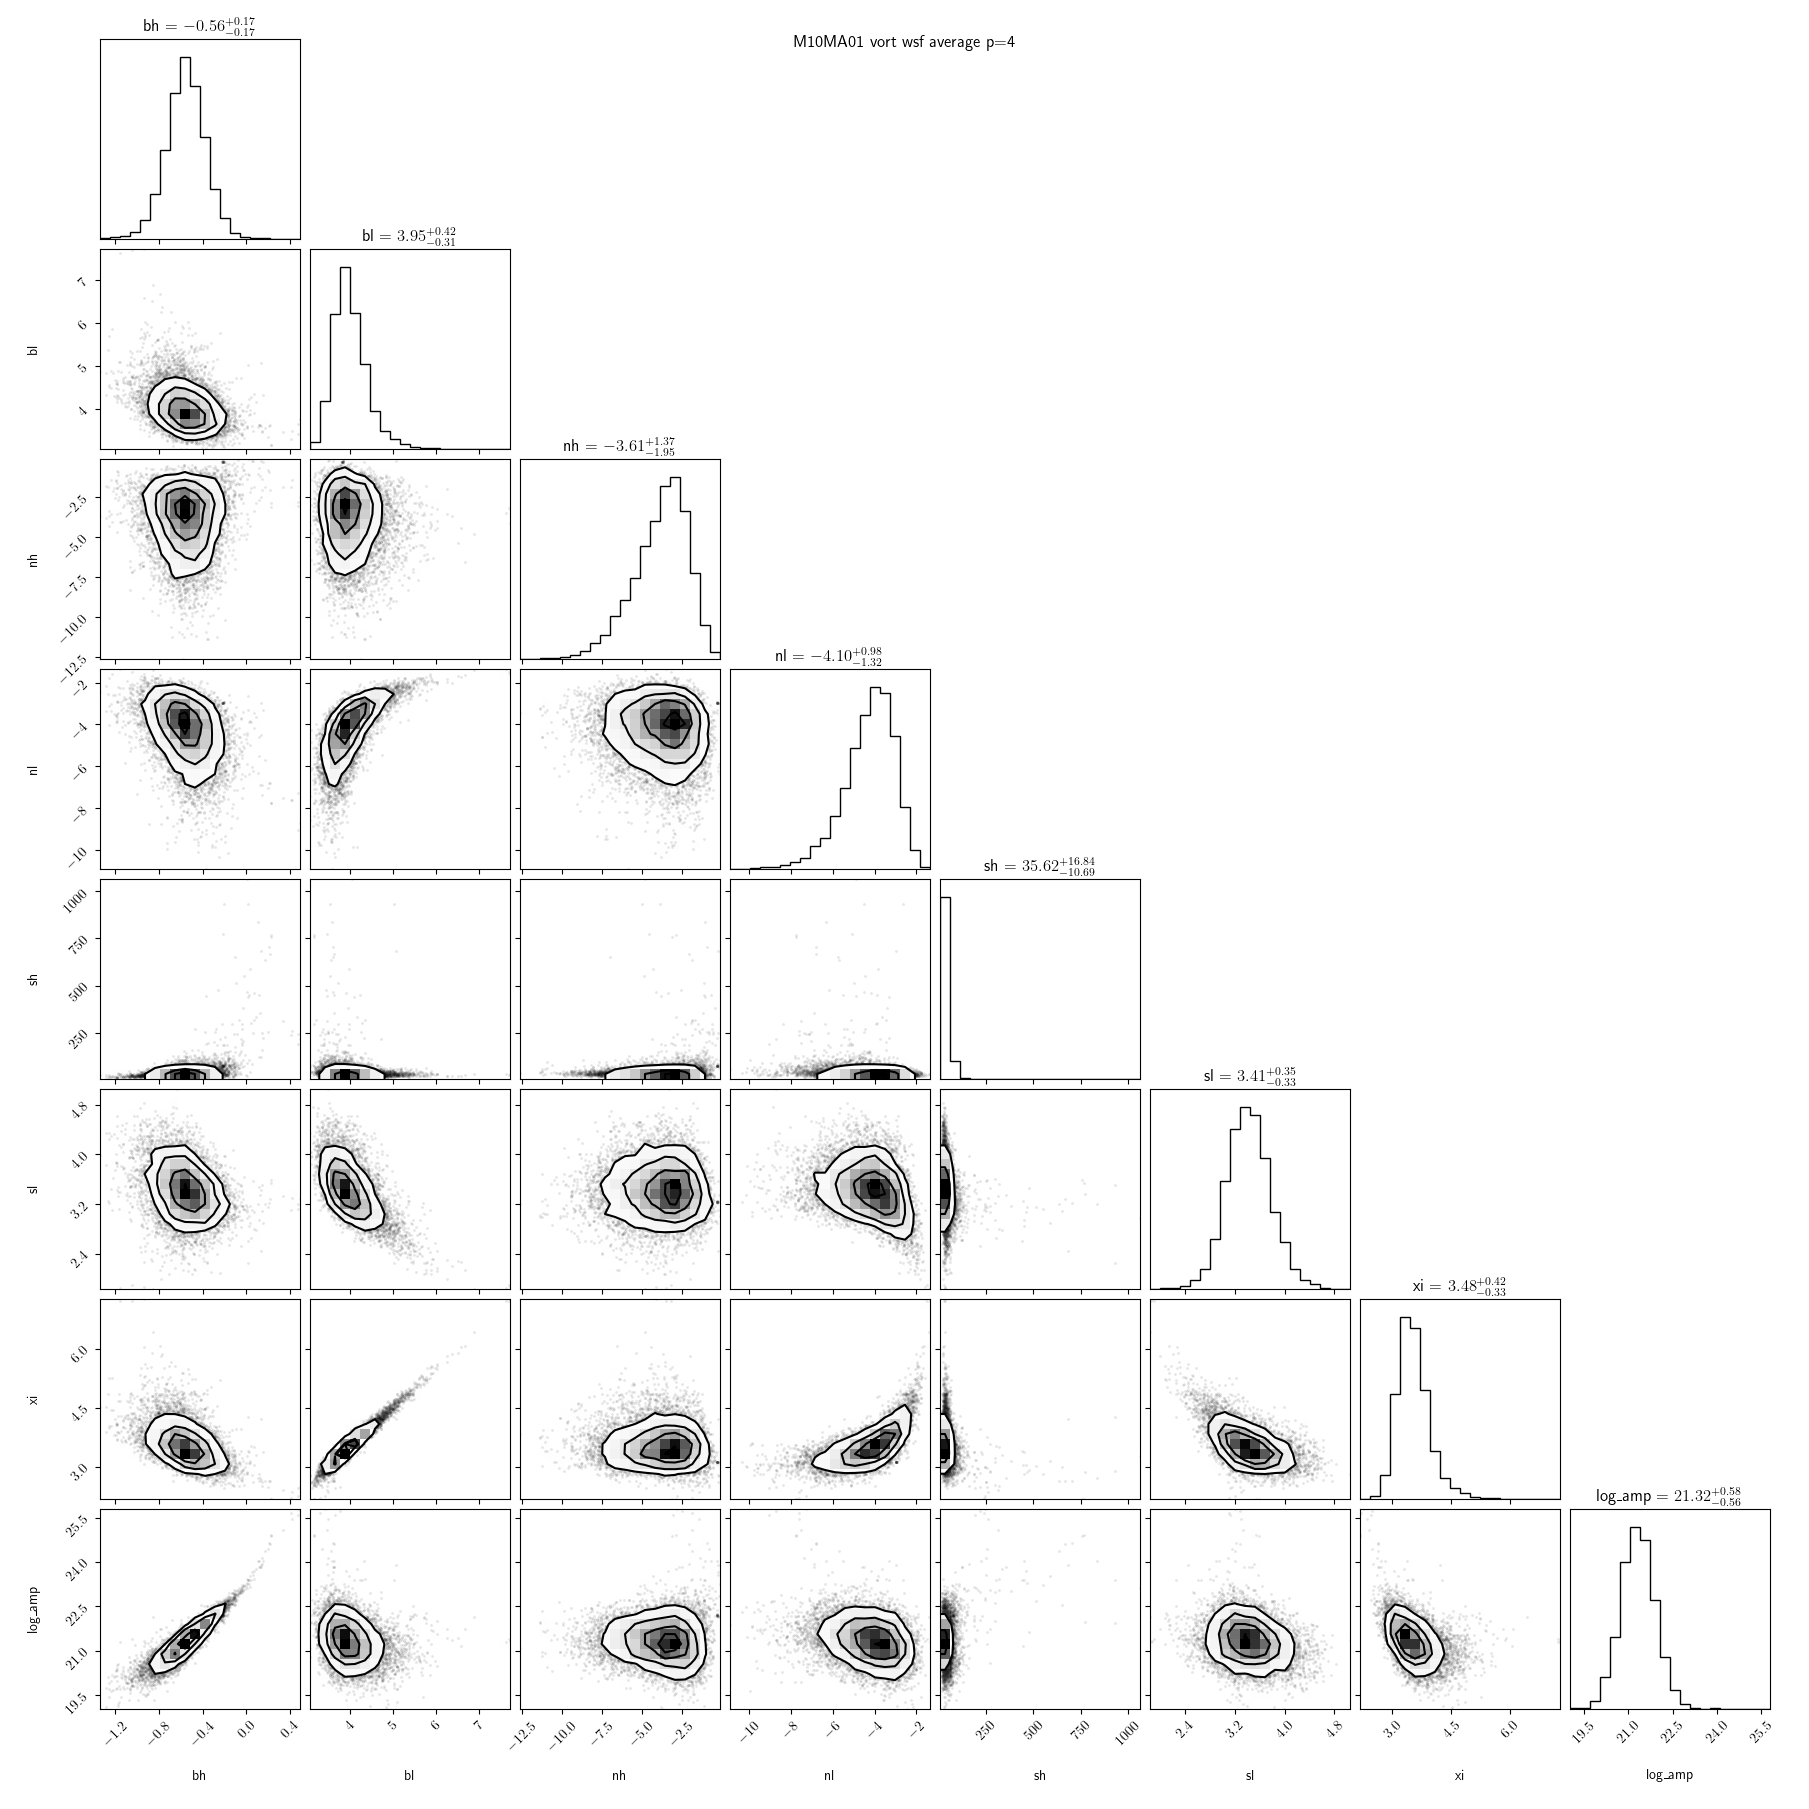 M10MA01 vort wsf average p=4
bh = −0.56+0.17−0.17
bl = 3.95+0.42−0.31
bl
7
6
5
4
nh = −3.61+1.37−1.95
nh
−2.5
−5.0
−7.5
−10.0
−12.5
nl = −4.10+0.98−1.32
nl
−2
−4
−6
−8
−10
sh = 35.62+16.84−10.69
sh
1000
750
500
250
sl = 3.41+0.35−0.33
sl
4.8
4.0
3.2
2.4
xi = 3.48+0.42−0.33
xi
6.0
4.5
3.0
log_amp = 21.32+0.58−0.56
log_amp
25.5
24.0
22.5
21.0
19.5
−1.2 −0.8 −0.4 0.0 0.4 4 5 6 7 −12.5 −10.0 −7.5 −5.0 −2.5 −10 −8 −6 −4 −2 250 500 750 1000 2.4 3.2 4.0 4.8 3.0 4.5 6.0 19.5 21.0 22.5 24.0 25.5
bh bl nh nl sh sl xi log_amp